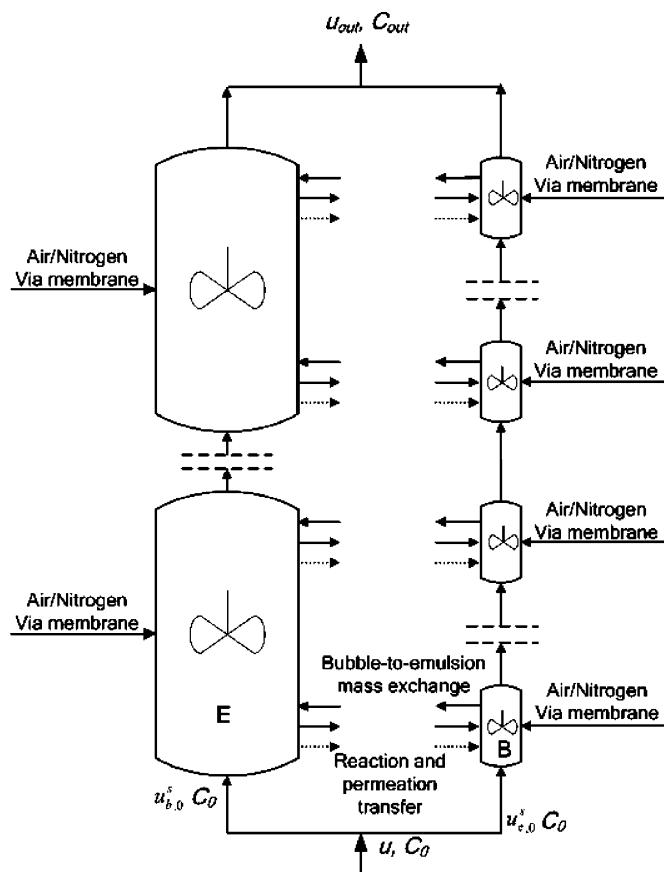 u_out, C_out
Air/Nitrogen
Via membrane
Air/Nitrogen
Via membrane
Air/Nitrogen
Via membrane
Air/Nitrogen
Via membrane
Air/Nitrogen
Via membrane
Bubble-to-emulsion
mass exchange
Air/Nitrogen
Via membrane
E
B
Reaction and
permeation
transfer
u^s_b,0 C_0
u^s_e,0 C_0
u, C_0